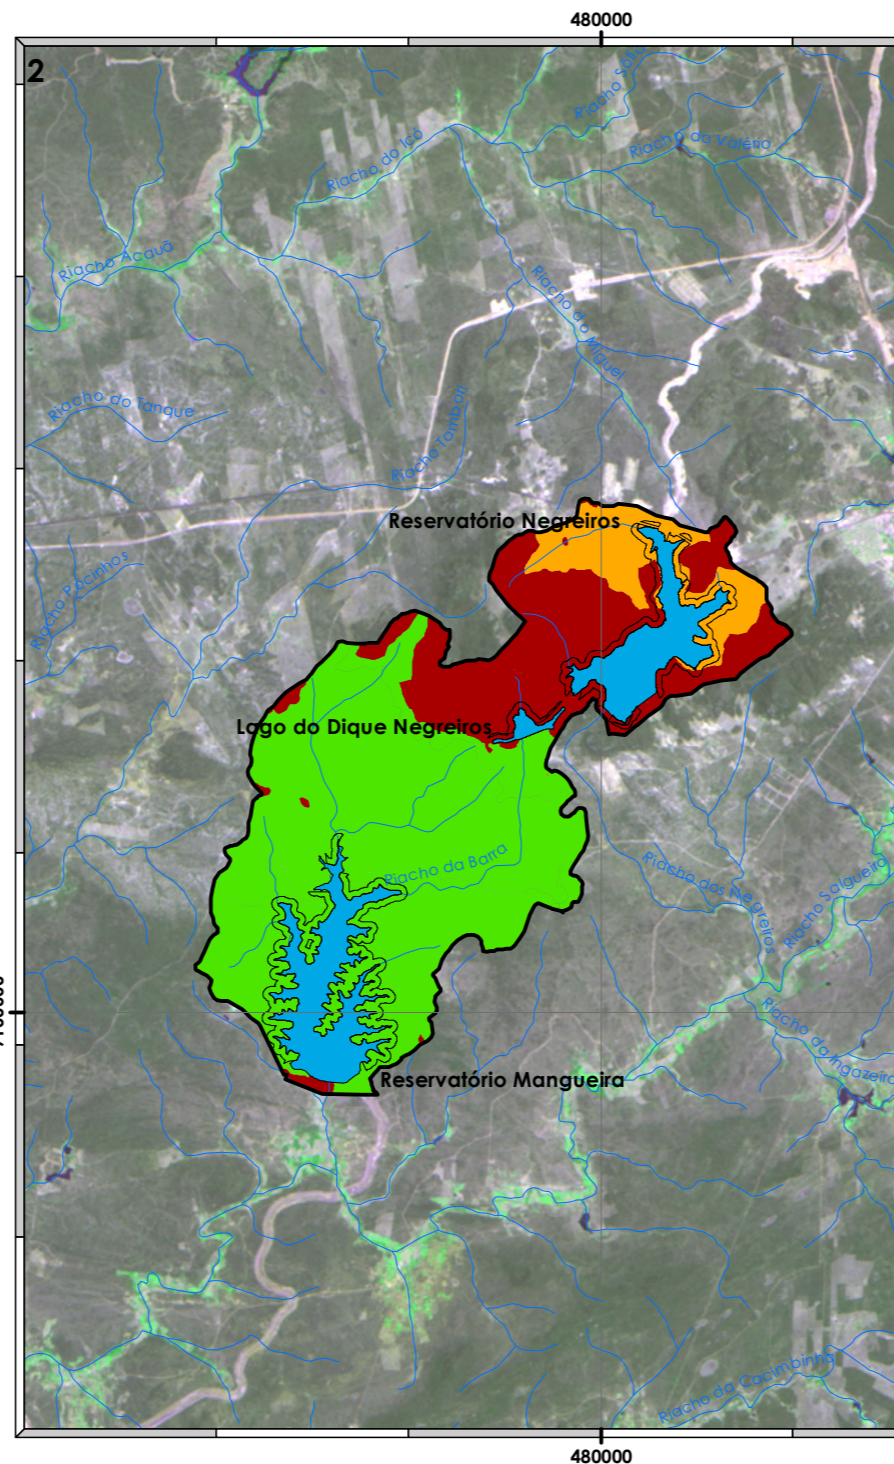 480000
2
Riacho do Icó
Riacho do Valério
Riacho Acauã
Riacho do Miguel
Riacho do Tanque
Riacho Tamboril
Reservatório Negreiros
Riacho Pocinhos
Lago do Dique Negreiros
Riacho da Barra
Riacho dos Negreiros
Riacho Salgueiro
Riacho da Ingazeira
Reservatório Mangueira
Riacho da Cacimbinha
480000